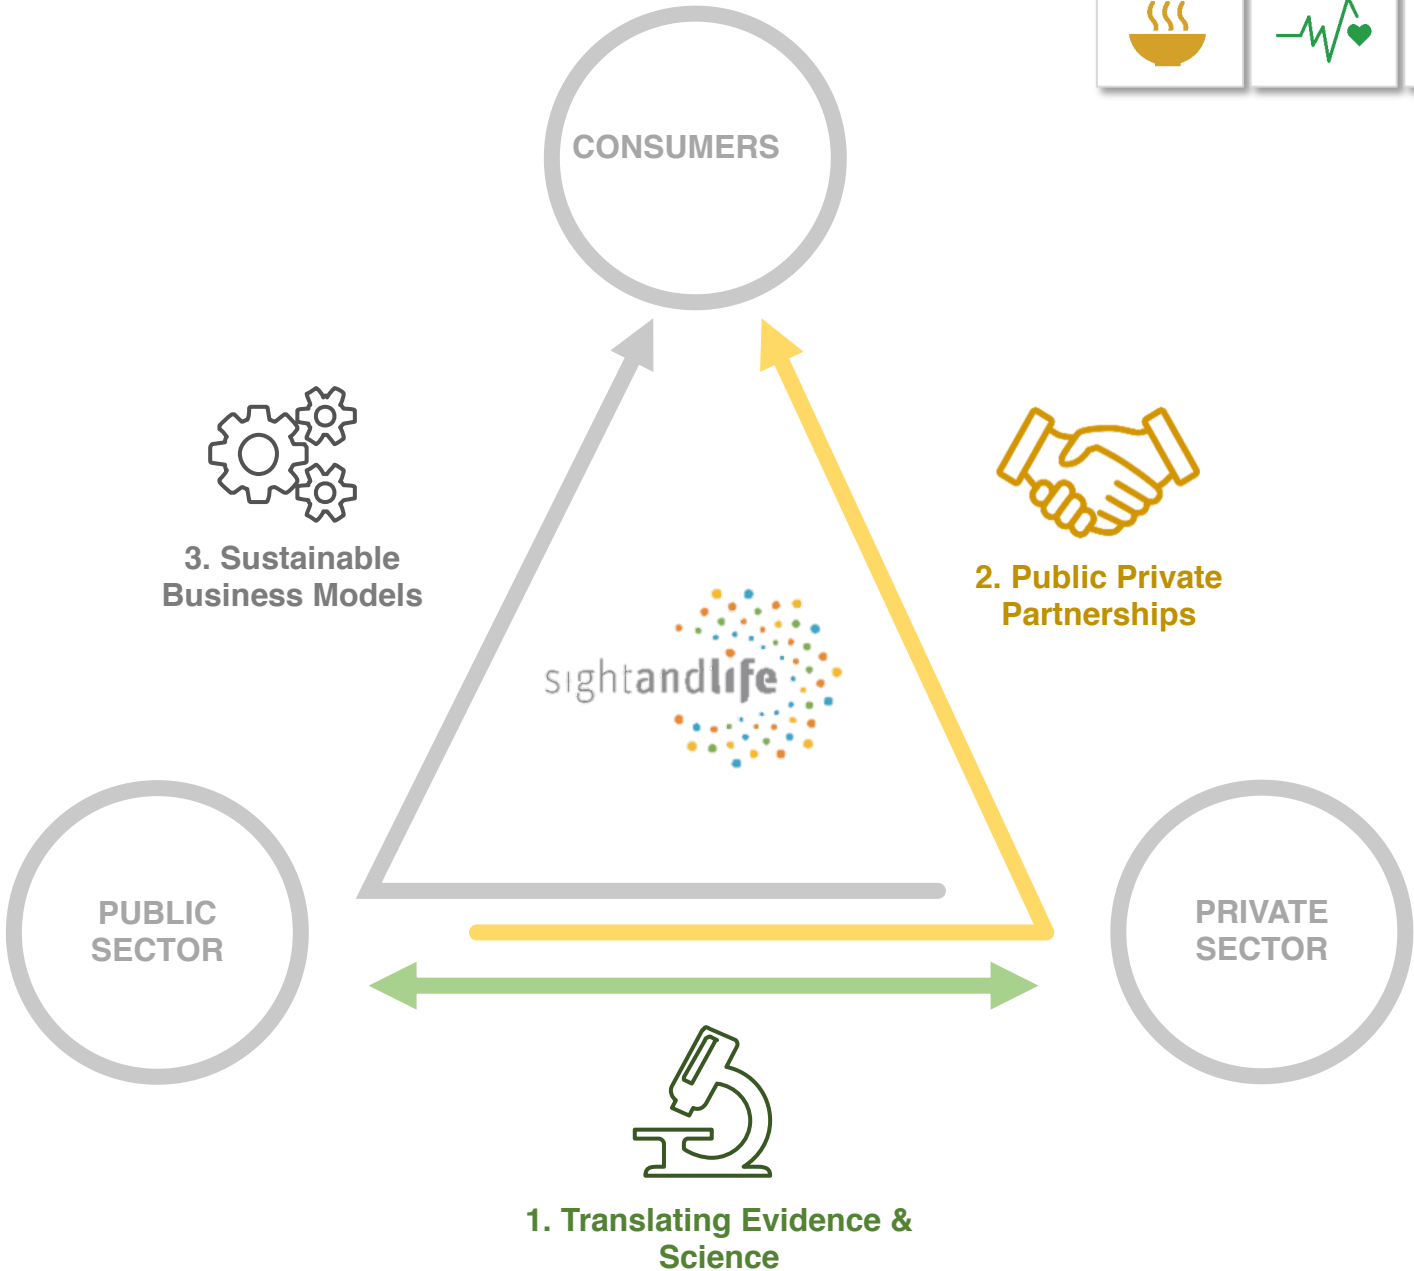 CONSUMERS
3. Sustainable
Business Models
2. Public Private
Partnerships
sightandlife
PUBLIC
SECTOR
PRIVATE
SECTOR
1. Translating Evidence &
Science